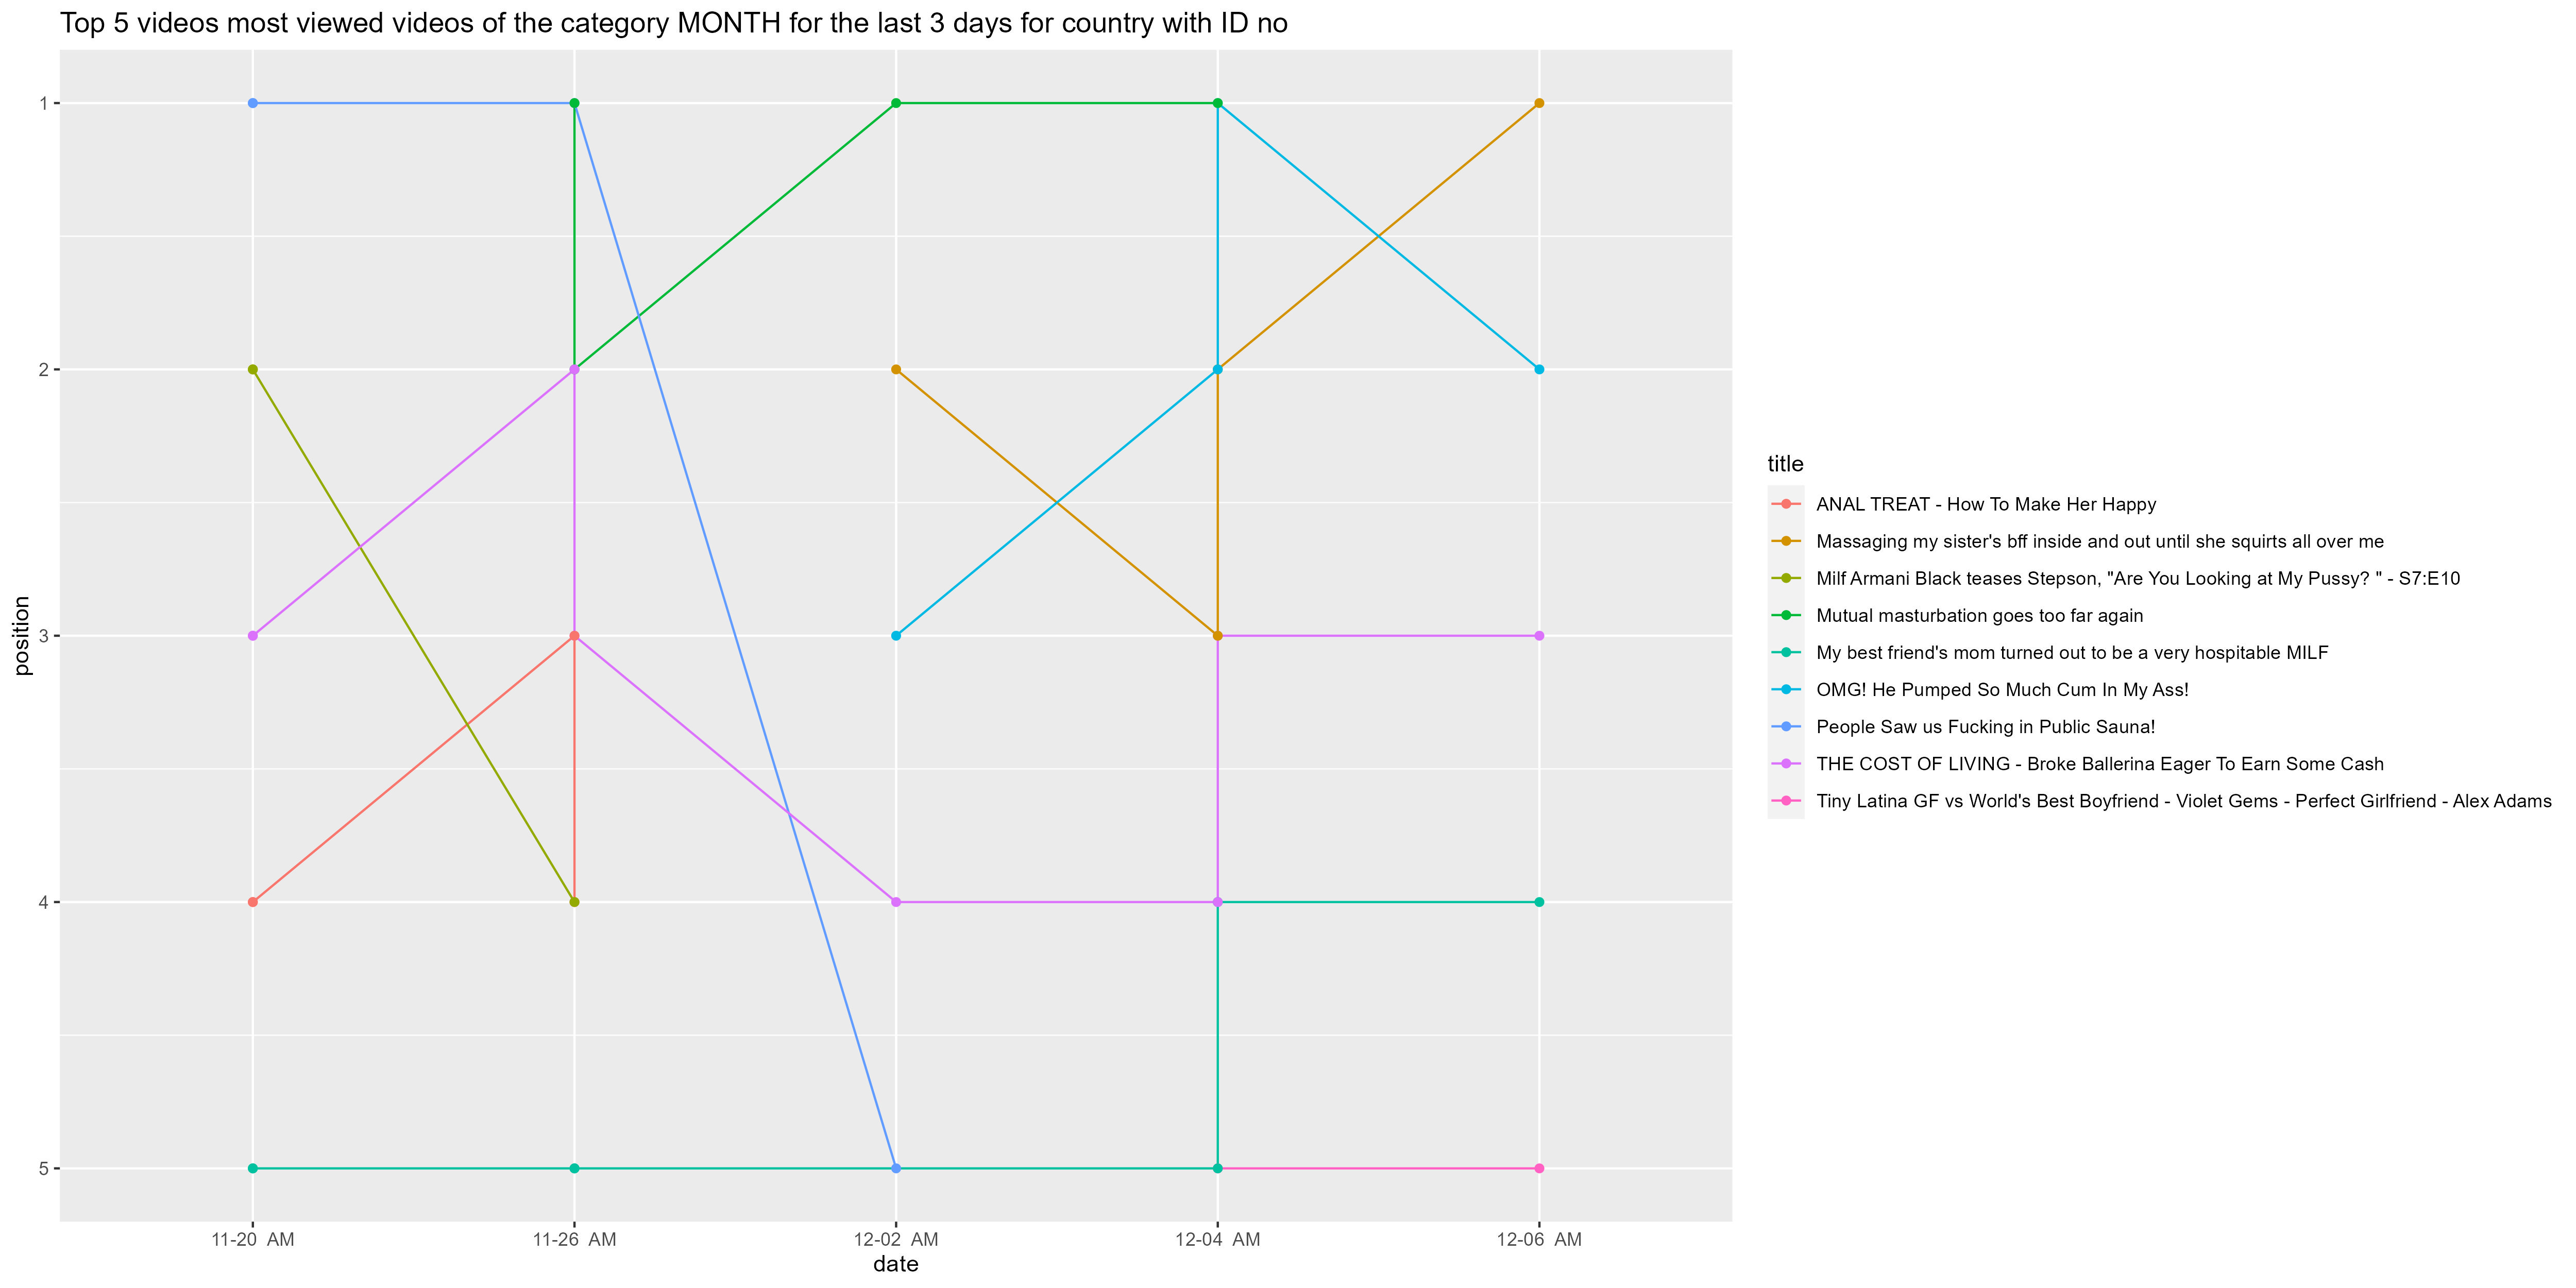 Top 5 videos most viewed videos of the category MONTH for the last 3 days for country with ID no
1
2
3
4
5
position
11-20 AM
11-26 AM
12-02 AM
12-04 AM
12-06 AM
date
title
ANAL TREAT - How To Make Her Happy
Massaging my sister's bff inside and out until she squirts all over me
Milf Armani Black teases Stepson, "Are You Looking at My Pussy? " - S7:E10
Mutual masturbation goes too far again
My best friend's mom turned out to be a very hospitable MILF
OMG! He Pumped So Much Cum In My Ass!
People Saw us Fucking in Public Sauna!
THE COST OF LIVING - Broke Ballerina Eager To Earn Some Cash
Tiny Latina GF vs World's Best Boyfriend - Violet Gems - Perfect Girlfriend - Alex Adams